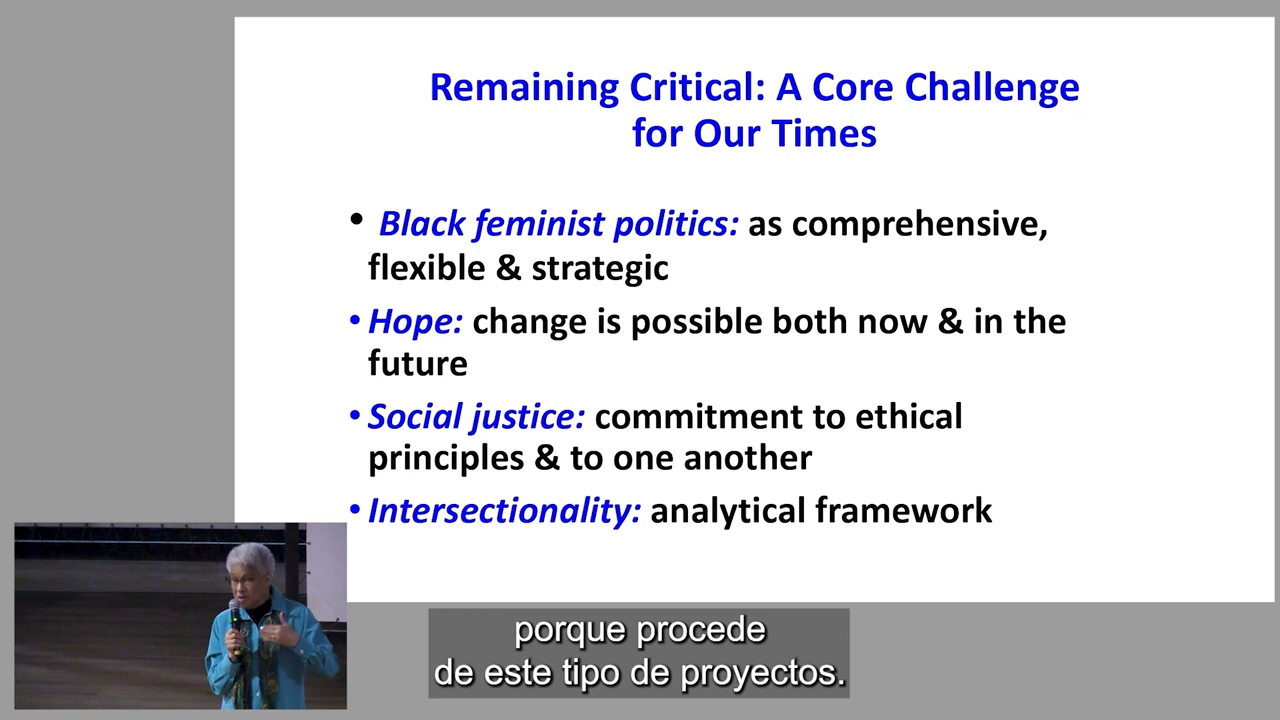 Remaining Critical: A Core Challenge
for Our Times
• Black feminist politics: as comprehensive,
flexible & strategic
• Hope: change is possible both now & in the
future
• Social justice: commitment to ethical
principles & to one another
• Intersectionality: analytical framework
porque procede
de este tipo de proyectos.